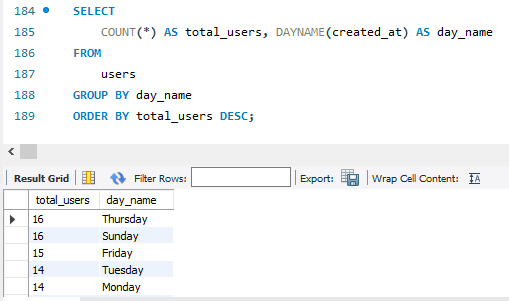 184 SELECT
185 COUNT(*) AS total_users, DAYNAME(created_at) AS day_name
186 FROM
187 users
188 GROUP BY day_name
189 ORDER BY total_users DESC;
Result Grid Filter Rows: Export: Wrap Cell Content:
total_users day_name
16 Thursday
16 Sunday
15 Friday
14 Tuesday
14 Monday